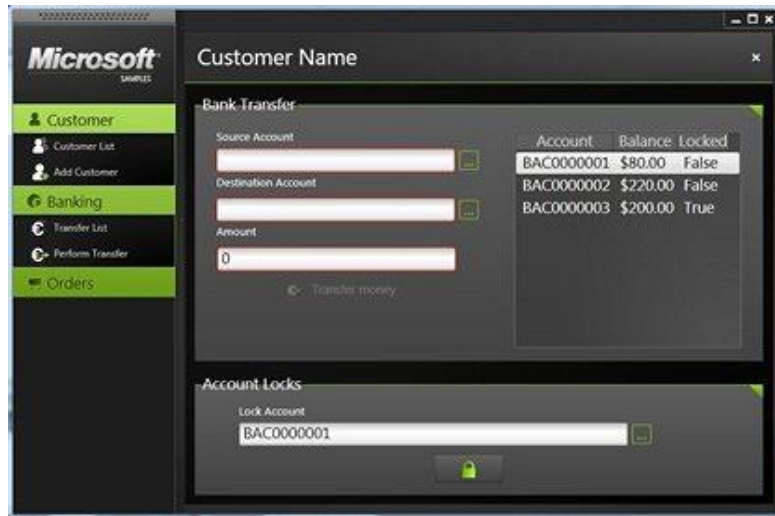 Microsoft
SAMPLES
Customer
Customer List
Add Customer
Banking
Transfer List
Perform Transfer
Orders
Customer Name
Bank Transfer
Source Account
Destination Account
Amount
0
Transfer money
Account Balance Locked
BAC0000001 $80.00 False
BAC0000002 $220.00 False
BAC0000003 $200.00 True
Account Locks
Lock Account
BAC0000001